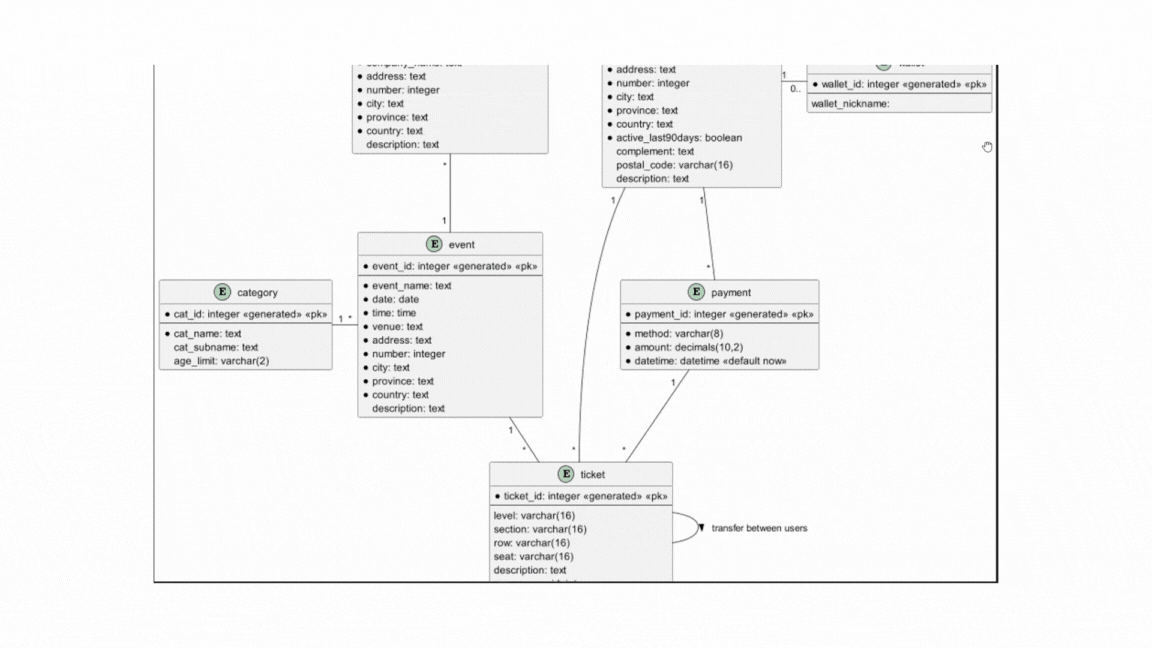 address: text
number: integer
city: text
province: text
country: text
description: text
*
1
address: text
number: integer
city: text
province: text
country: text
active_last90days: boolean
complement: text
postal_code: varchar(16)
description: text
1
0..
wallet_id: integer «generated» «pk»
wallet_nickname:
1
1
*
E event
event_id: integer «generated» «pk»
event_name: text
date: date
time: time
venue: text
address: text
number: integer
city: text
province: text
country: text
description: text
E category
cat_id: integer «generated» «pk»
cat_name: text
cat_subname: text
age_limit: varchar(2)
1 *
E payment
payment_id: integer «generated» «pk»
method: varchar(8)
amount: decimals(10,2)
datetime: datetime «default now»
1
1
*
*
*
E ticket
ticket_id: integer «generated» «pk»
level: varchar(16)
section: varchar(16)
row: varchar(16)
seat: varchar(16)
description: text
transfer between users